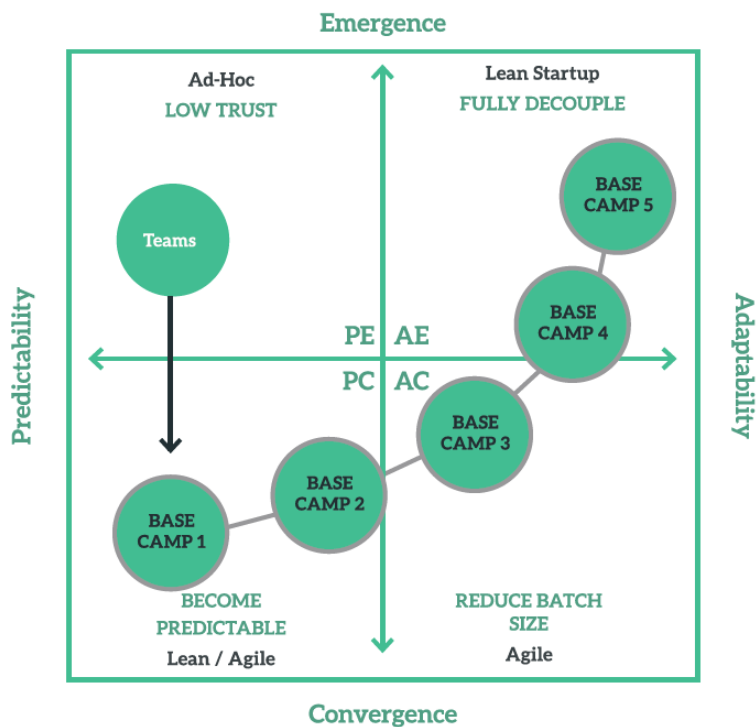 Emergence
Ad-Hoc
LOW TRUST
Lean Startup
FULLY DECOUPLE
BASE
CAMP 5
Teams
BASE
CAMP 4
Predictability
Adaptability
PE
AE
PC
AC
BASE
CAMP 3
BASE
CAMP 2
BASE
CAMP 1
BECOME
PREDICTABLE
Lean / Agile
REDUCE BATCH
SIZE
Agile
Convergence